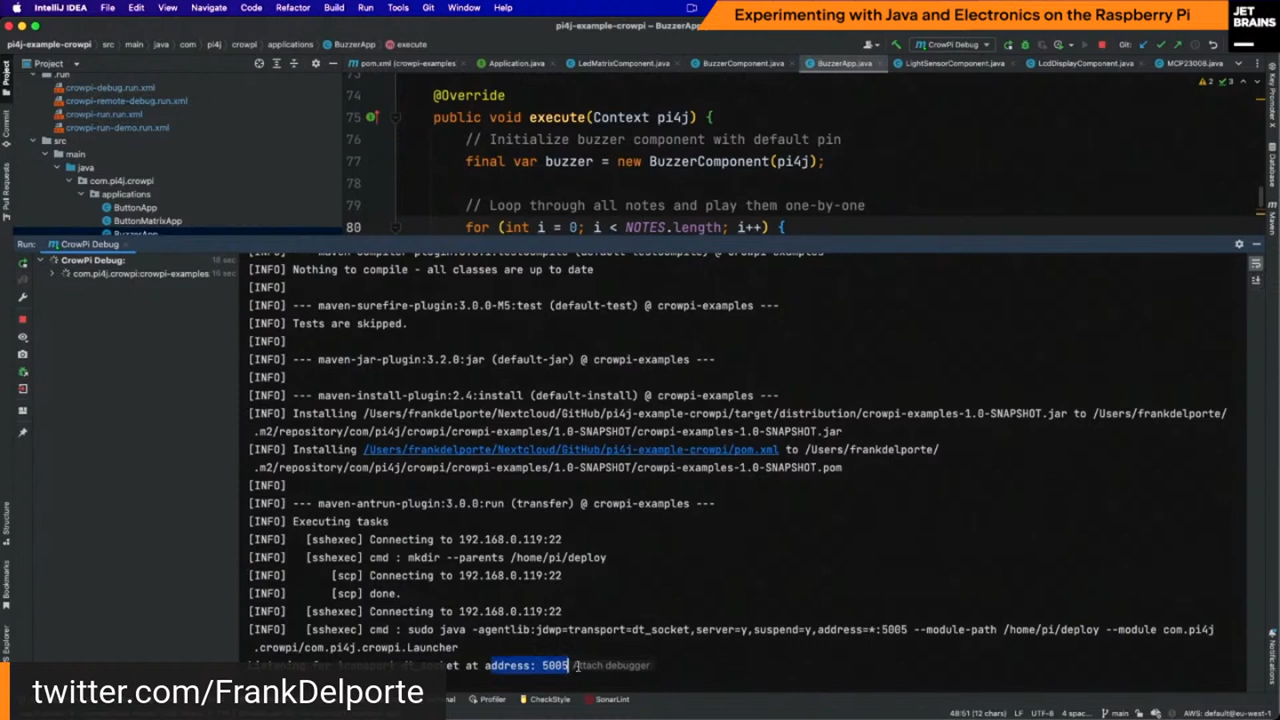 IntelliJ IDEA File Edit View Navigate Code Refactor Build Run Tools Git Window Help
Experimenting with Java and Electronics on the Raspberry Pi
JET
BRAINS
pi4j-example-crowpi – BuzzerApp
pi4j-example-crowpi src main java com pi4j crowpi applications BuzzerApp execute
CrowPi Debug Git:
Project
pom.xml (crowpi-examples) Application.java LedMatrixComponent.java BuzzerComponent.java BuzzerApp.java LightSensorComponent.java LcdDisplayComponent.java MCP23008.java
.run
crowpi-debug.run.xml
crowpi-remote-debug.run.xml
crowpi-run.run.xml
crowpi-run-demo.run.xml
src
main
java
com.pi4j.crowpi
applications
ButtonApp
ButtonMatrixApp
BuzzerApp
2 3
73
74 @Override
75 public void execute(Context pi4j) {
76 // Initialize buzzer component with default pin
77 final var buzzer = new BuzzerComponent(pi4j);
78
79 // Loop through all notes and play them one-by-one
80 for (int i = 0; i < NOTES.length; i++) {
Run: CrowPi Debug
CrowPi Debug: 18 sec
com.pi4j.crowpi:crowpi-examples 16 sec
[INFO] Nothing to compile - all classes are up to date
[INFO]
[INFO] --- maven-surefire-plugin:3.0.0-M5:test (default-test) @ crowpi-examples ---
[INFO] Tests are skipped.
[INFO]
[INFO] --- maven-jar-plugin:3.2.0:jar (default-jar) @ crowpi-examples ---
[INFO]
[INFO] --- maven-install-plugin:2.4:install (default-install) @ crowpi-examples ---
[INFO] Installing /Users/frankdelporte/Nextcloud/GitHub/pi4j-example-crowpi/target/distribution/crowpi-examples-1.0-SNAPSHOT.jar to /Users/frankdelporte/
.m2/repository/com/pi4j/crowpi/crowpi-examples/1.0-SNAPSHOT/crowpi-examples-1.0-SNAPSHOT.jar
[INFO] Installing /Users/frankdelporte/Nextcloud/GitHub/pi4j-example-crowpi/pom.xml to /Users/frankdelporte/
.m2/repository/com/pi4j/crowpi/crowpi-examples/1.0-SNAPSHOT/crowpi-examples-1.0-SNAPSHOT.pom
[INFO]
[INFO] --- maven-antrun-plugin:3.0.0:run (transfer) @ crowpi-examples ---
[INFO] Executing tasks
[INFO] [sshexec] Connecting to 192.168.0.119:22
[INFO] [sshexec] cmd : mkdir --parents /home/pi/deploy
[INFO] [scp] Connecting to 192.168.0.119:22
[INFO] [scp] done.
[INFO] [sshexec] Connecting to 192.168.0.119:22
[INFO] [sshexec] cmd : sudo java -agentlib:jdwp=transport=dt_socket,server=y,suspend=y,address=*:5005 --module-path /home/pi/deploy --module com.pi4j
.crowpi/com.pi4j.crowpi.Launcher
Listening for transport dt_socket at address: 5005 Attach debugger
twitter.com/FrankDelporte
Profiler CheckStyle SonarLint
48:51 (12 chars) LF UTF-8 4 spac main AWS: default@eu-west-1
Project
Commit
Pull Requests
Structure
Bookmarks
Explorer
Key Promoter X
Database
Maven
Notifications